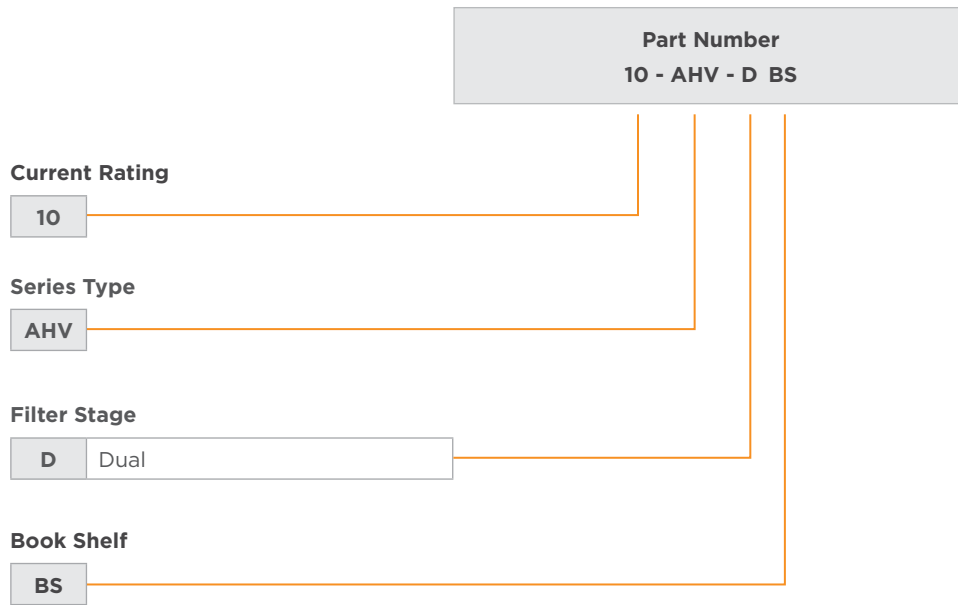 Part Number
10 - AHV - D BS
Current Rating
10
Series Type
AHV
Filter Stage
D Dual
Book Shelf
BS